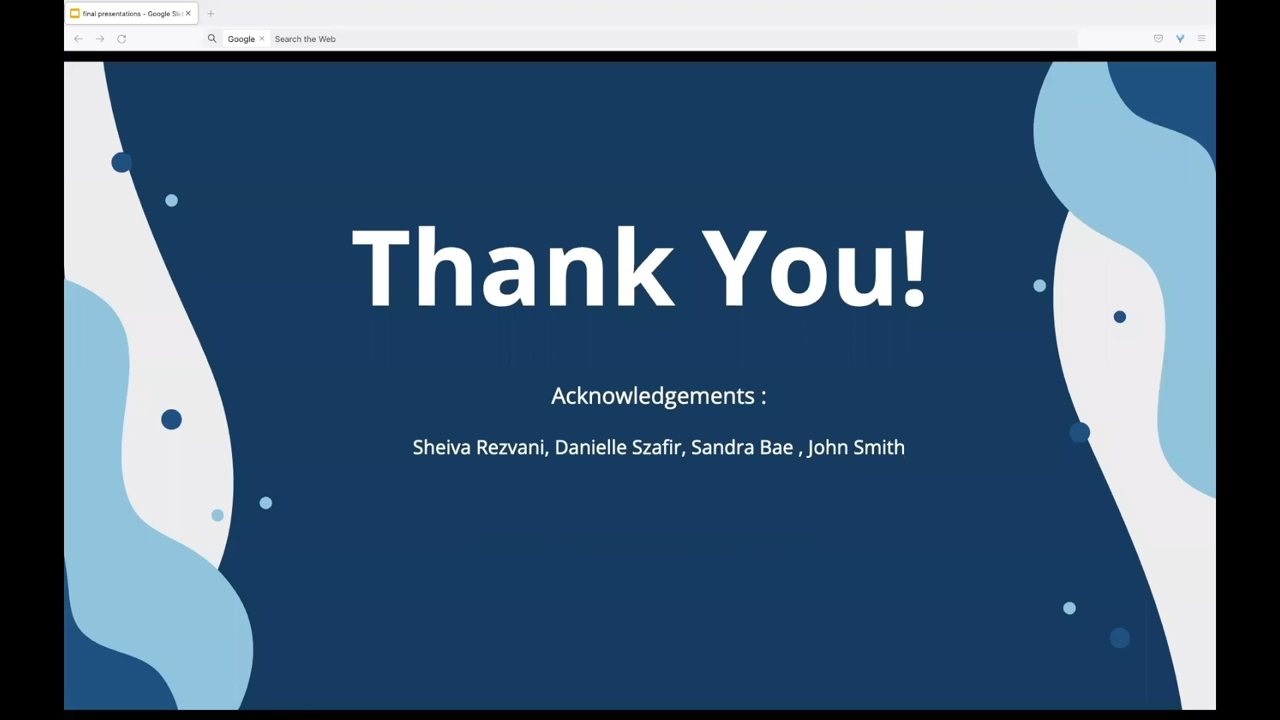 final presentations - Google Sli
Google
Search the Web
Thank You!
Acknowledgements :
Sheiva Rezvani, Danielle Szafir, Sandra Bae , John Smith